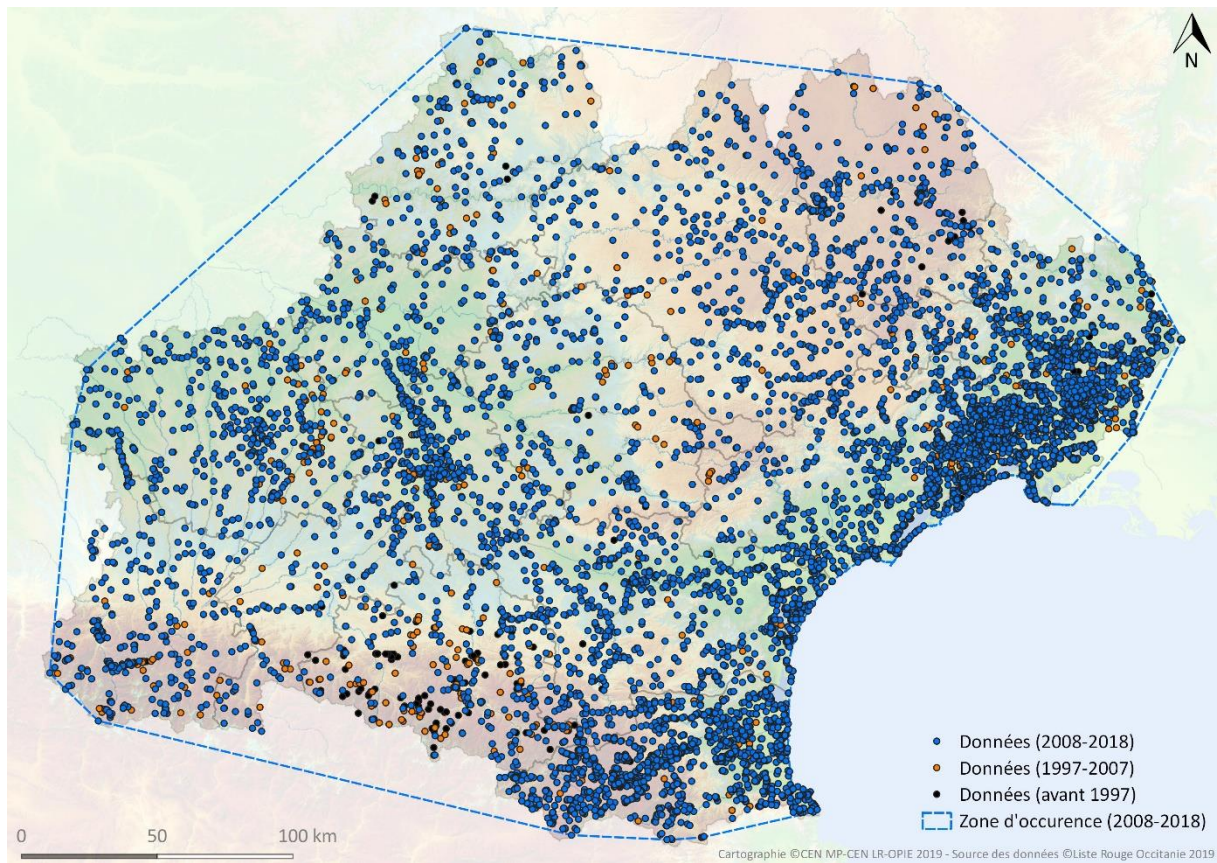 N
Données (2008-2018)
Données (1997-2007)
Données (avant 1997)
Zone d'occurence (2008-2018)
0 50 100 km
Cartographie ©CEN MP-CEN LR-OPIE 2019 - Source des données ©Liste Rouge Occitanie 2019